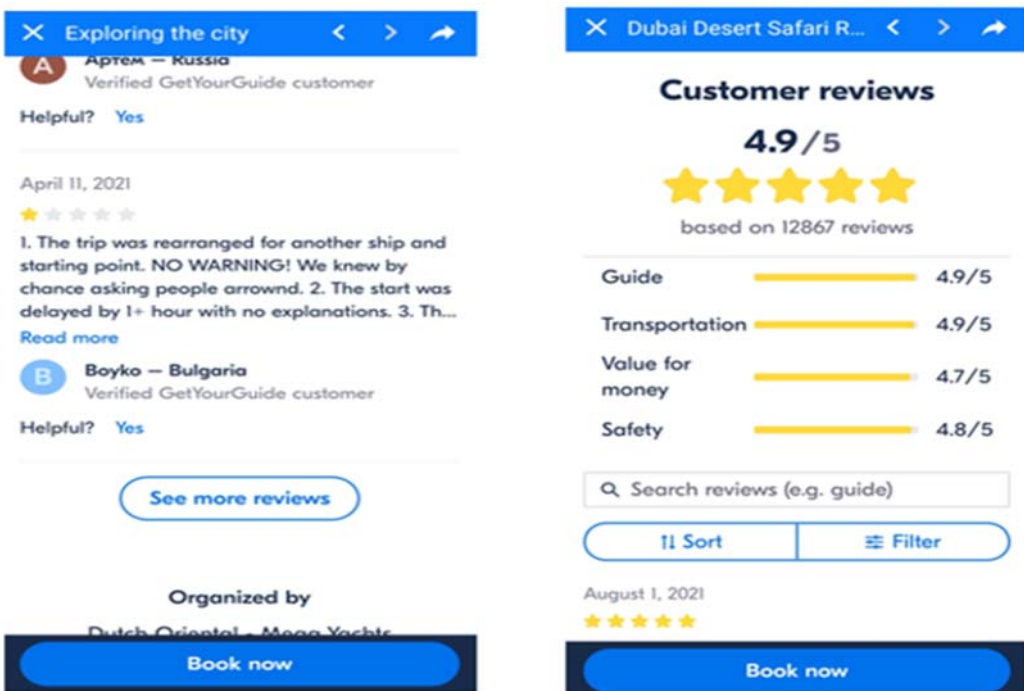 Exploring the city
A
Артем — Russia
Verified GetYourGuide customer
Helpful? Yes
April 11, 2021
1. The trip was rearranged for another ship and
starting point. NO WARNING! We knew by
chance asking people arrownd. 2. The start was
delayed by 1+ hour with no explanations. 3. Th...
Read more
B
Boyko — Bulgaria
Verified GetYourGuide customer
Helpful? Yes
See more reviews
Organized by
Dutch Oriental - Mega Yachts
Book now
Dubai Desert Safari R...
Customer reviews
4.9/5
based on 12867 reviews
Guide 4.9/5
Transportation 4.9/5
Value for
money 4.7/5
Safety 4.8/5
Search reviews (e.g. guide)
Sort Filter
August 1, 2021
Book now